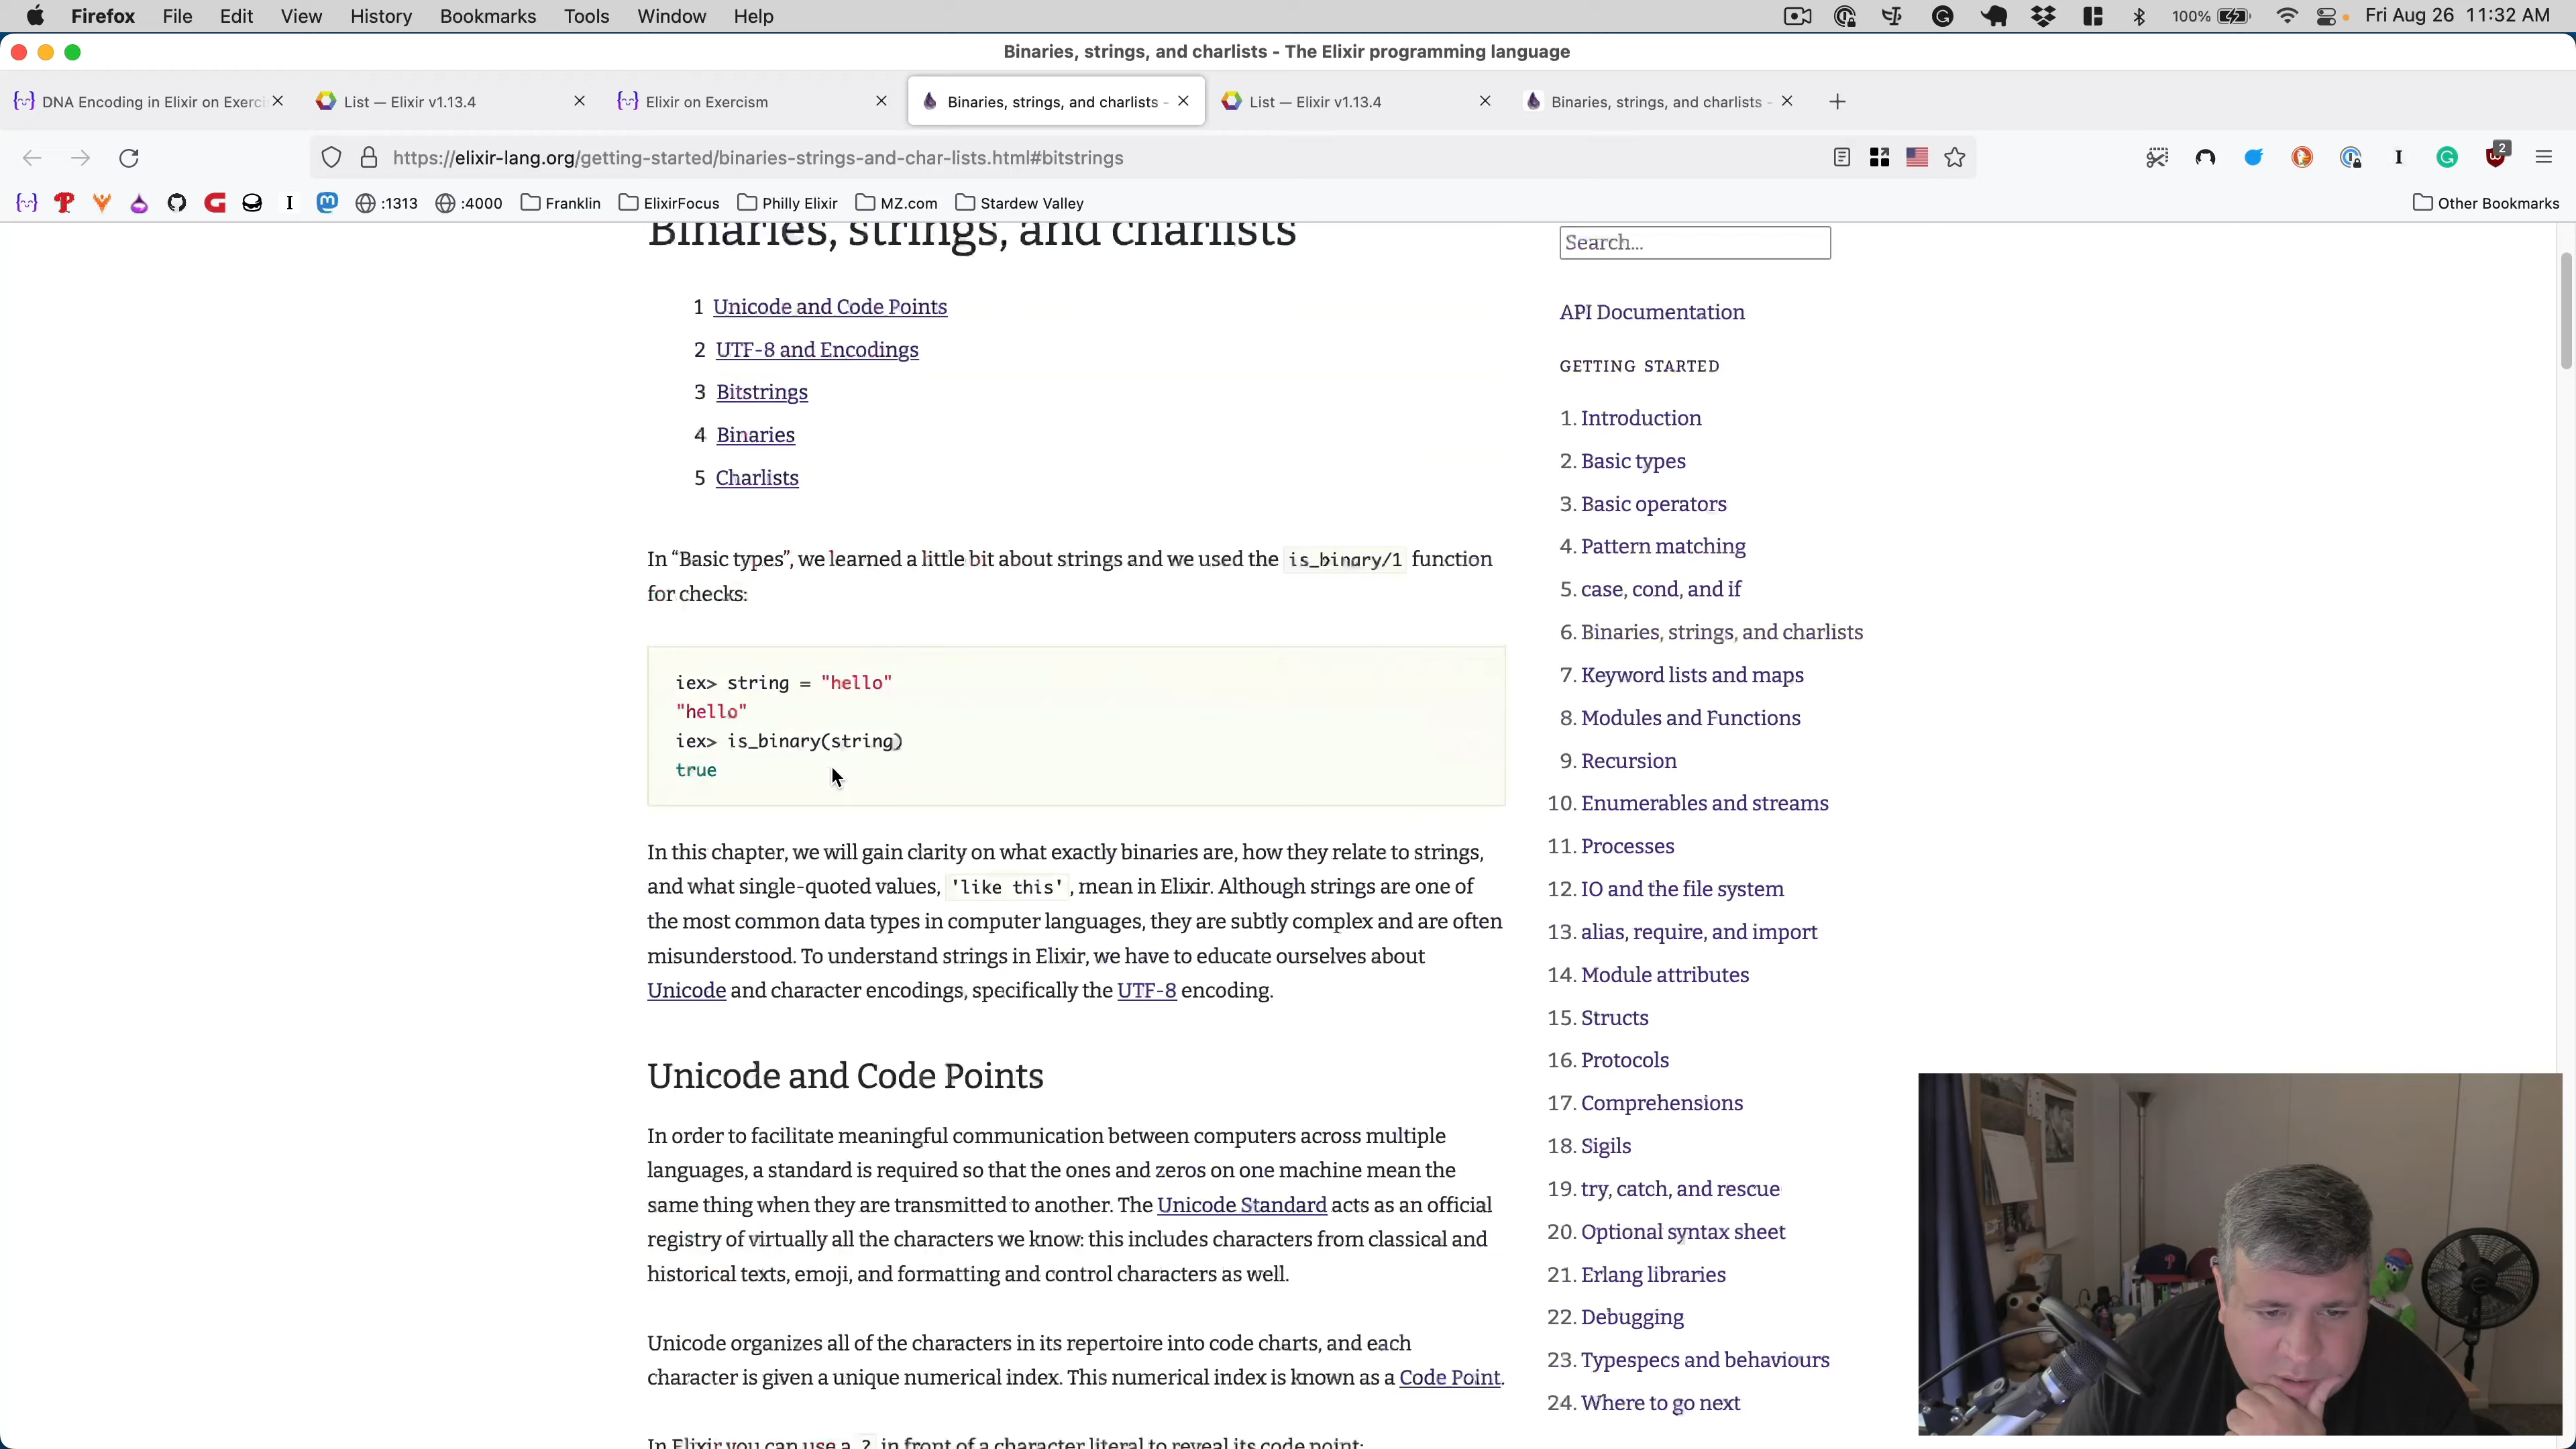 Firefox File Edit View History Bookmarks Tools Window Help 100% Fri Aug 26 11:32 AM
Binaries, strings, and charlists - The Elixir programming language
DNA Encoding in Elixir on Exerci List — Elixir v1.13.4 Elixir on Exercism Binaries, strings, and charlists - List — Elixir v1.13.4 Binaries, strings, and charlists -
https://elixir-lang.org/getting-started/binaries-strings-and-char-lists.html#bitstrings 2
:1313 :4000 Franklin ElixirFocus Philly Elixir MZ.com Stardew Valley Other Bookmarks
Binaries, strings, and charlists
1 Unicode and Code Points
2 UTF-8 and Encodings
3 Bitstrings
4 Binaries
5 Charlists
In “Basic types”, we learned a little bit about strings and we used the is_binary/1 function
for checks:
iex> string = "hello"
"hello"
iex> is_binary(string)
true
In this chapter, we will gain clarity on what exactly binaries are, how they relate to strings,
and what single-quoted values, 'like this', mean in Elixir. Although strings are one of
the most common data types in computer languages, they are subtly complex and are often
misunderstood. To understand strings in Elixir, we have to educate ourselves about
Unicode and character encodings, specifically the UTF-8 encoding.
Unicode and Code Points
In order to facilitate meaningful communication between computers across multiple
languages, a standard is required so that the ones and zeros on one machine mean the
same thing when they are transmitted to another. The Unicode Standard acts as an official
registry of virtually all the characters we know: this includes characters from classical and
historical texts, emoji, and formatting and control characters as well.
Unicode organizes all of the characters in its repertoire into code charts, and each
character is given a unique numerical index. This numerical index is known as a Code Point.
In Elixir you can use a ? in front of a character literal to reveal its code point:
Search...
API Documentation
GETTING STARTED
1. Introduction
2. Basic types
3. Basic operators
4. Pattern matching
5. case, cond, and if
6. Binaries, strings, and charlists
7. Keyword lists and maps
8. Modules and Functions
9. Recursion
10. Enumerables and streams
11. Processes
12. IO and the file system
13. alias, require, and import
14. Module attributes
15. Structs
16. Protocols
17. Comprehensions
18. Sigils
19. try, catch, and rescue
20. Optional syntax sheet
21. Erlang libraries
22. Debugging
23. Typespecs and behaviours
24. Where to go next